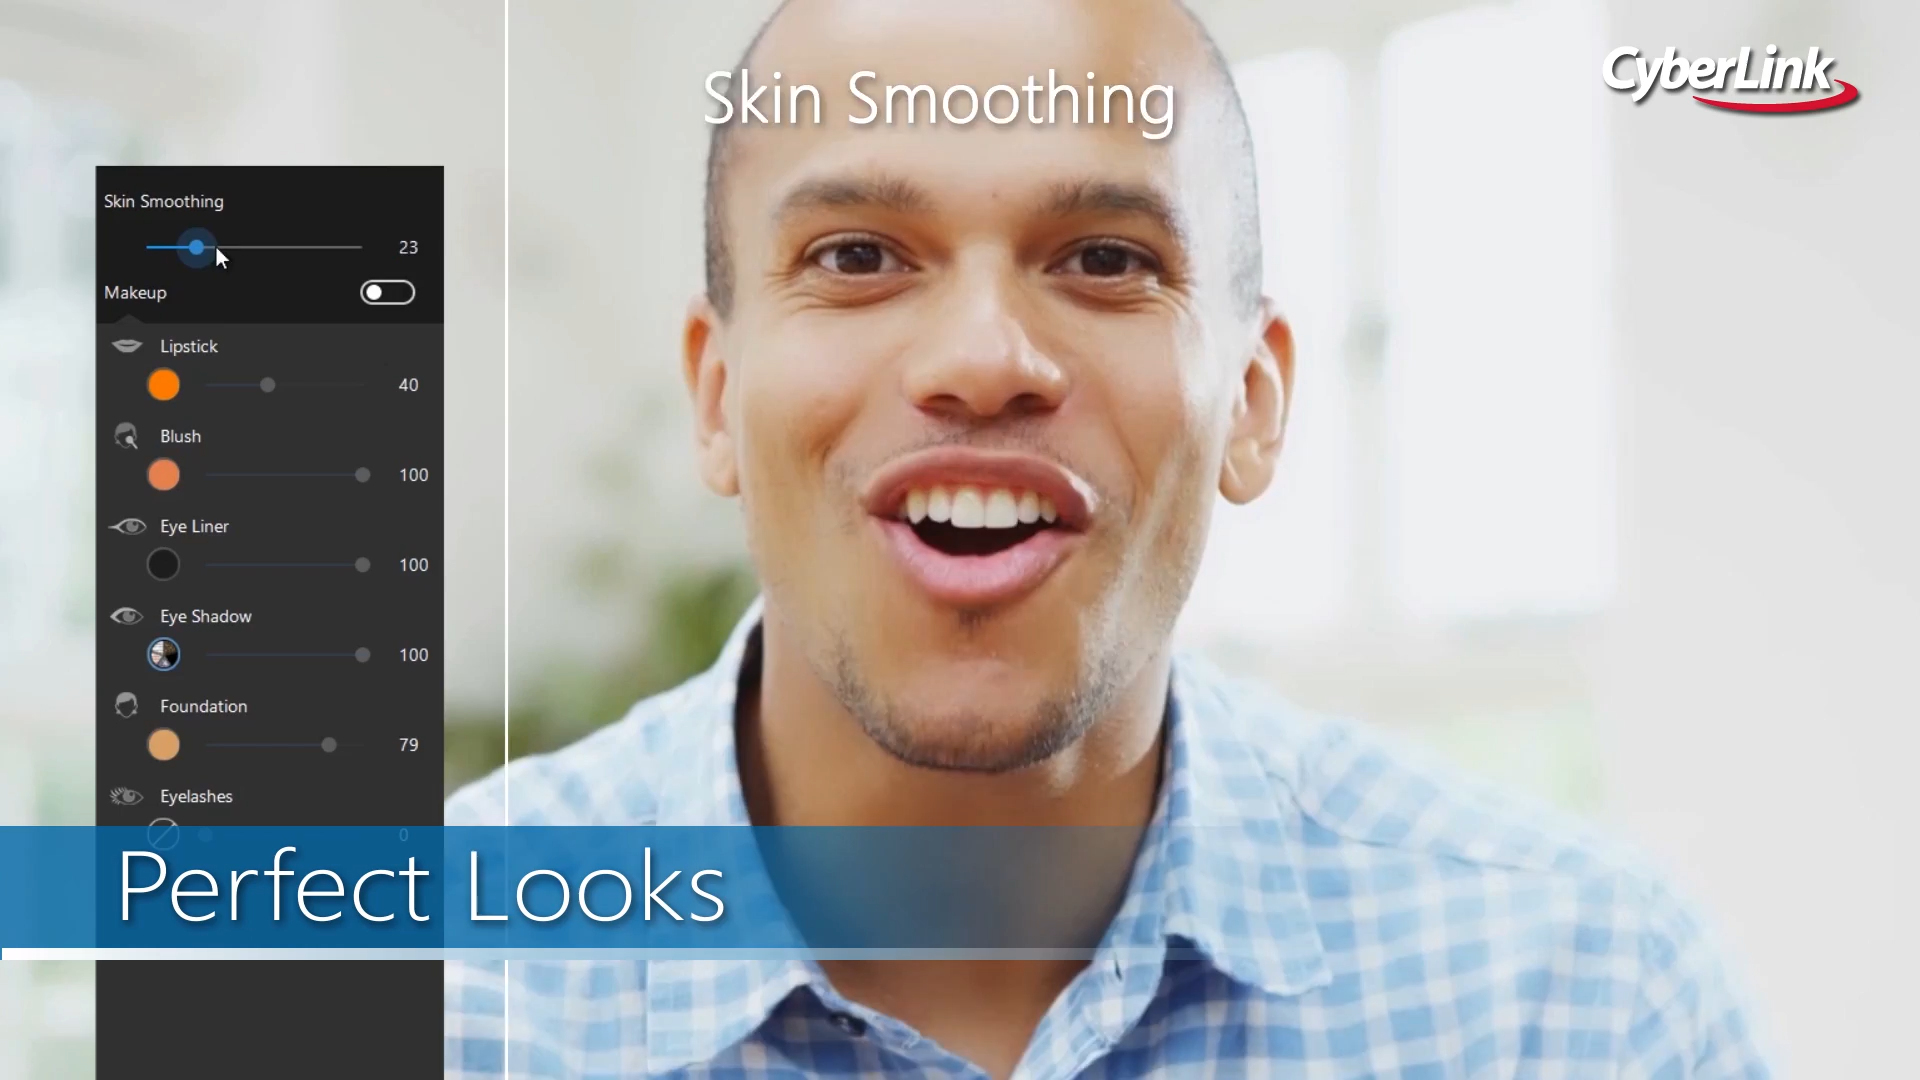 Skin Smoothing
CyberLink
Skin Smoothing
23
Makeup
Lipstick
40
Blush
100
Eye Liner
100
Eye Shadow
100
Foundation
79
Eyelashes
0
Perfect Looks